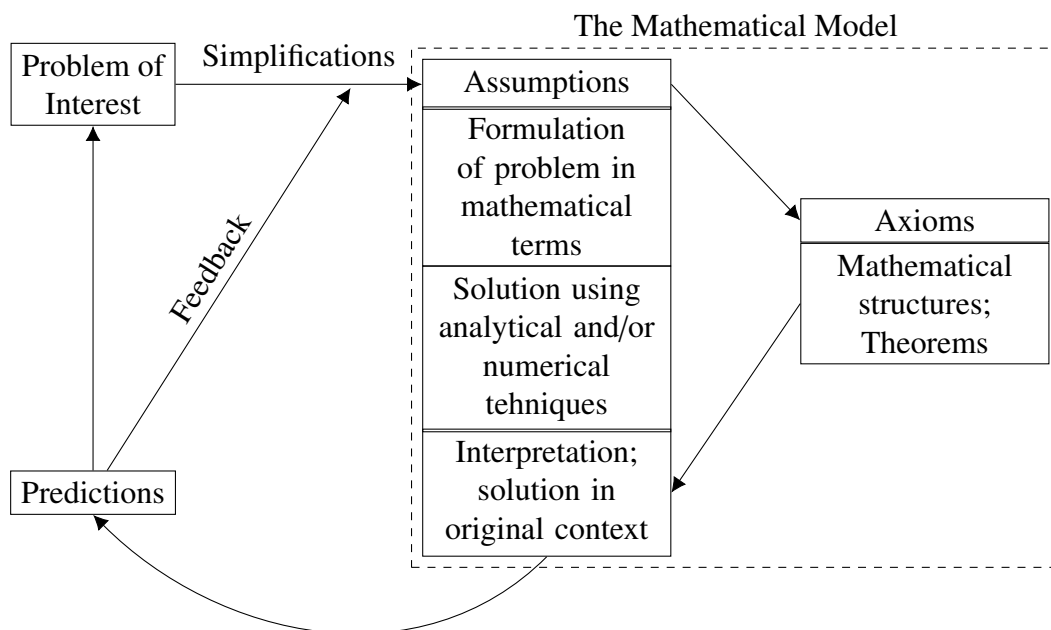 The Mathematical Model
Problem of
Interest
Simplifications
Assumptions
Formulation
of problem in
mathematical
terms
Axioms
Mathematical
structures;
Theorems
Feedback
Solution using
analytical and/or
numerical
tehniques
Interpretation;
solution in
original context
Predictions